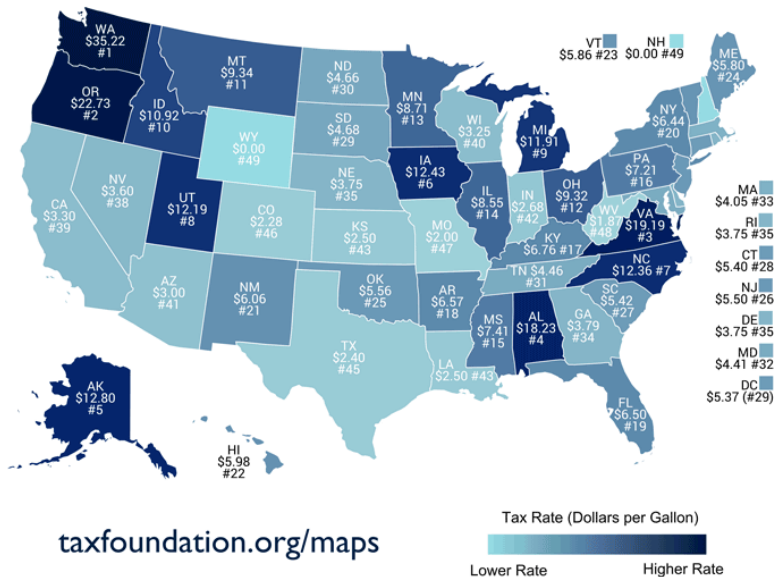 WA
$35.22
#1
OR
$22.73
#2
ID
$10.92
#10
MT
$9.34
#11
ND
$4.66
#30
SD
$4.68
#29
MN
$8.71
#13
WI
$3.25
#40
MI
$11.91
#9
VT
$5.86 #23
NH
$0.00 #49
ME
$5.80
#24
NY
$6.44
#20
WY
$0.00
#49
NE
$3.75
#35
IA
$12.43
#6
IL
$8.55
#14
IN
$2.68
#42
OH
$9.32
#12
PA
$7.21
#16
CA
$3.30
#39
NV
$3.60
#38
UT
$12.19
#8
CO
$2.28
#46
KS
$2.50
#43
MO
$2.00
#47
KY
$6.76 #17
WV
$1.87
#48
VA
$19.19
#3
MA
$4.05 #33
RI
$3.75 #35
CT
$5.40 #28
NJ
$5.50 #26
DE
$3.75 #35
MD
$4.41 #32
DC
$5.37 (#29)
AZ
$3.00
#41
NM
$6.06
#21
OK
$5.56
#25
AR
$6.57
#18
TN $4.46
#31
NC
$12.36 #7
SC
$5.42
#27
TX
$2.40
#45
LA
$2.50 #43
MS
$7.41
#15
AL
$18.23
#4
GA
$3.79
#34
FL
$6.50
#19
AK
$12.80
#5
HI
$5.98
#22
taxfoundation.org/maps
Tax Rate (Dollars per Gallon)
Lower Rate
Higher Rate